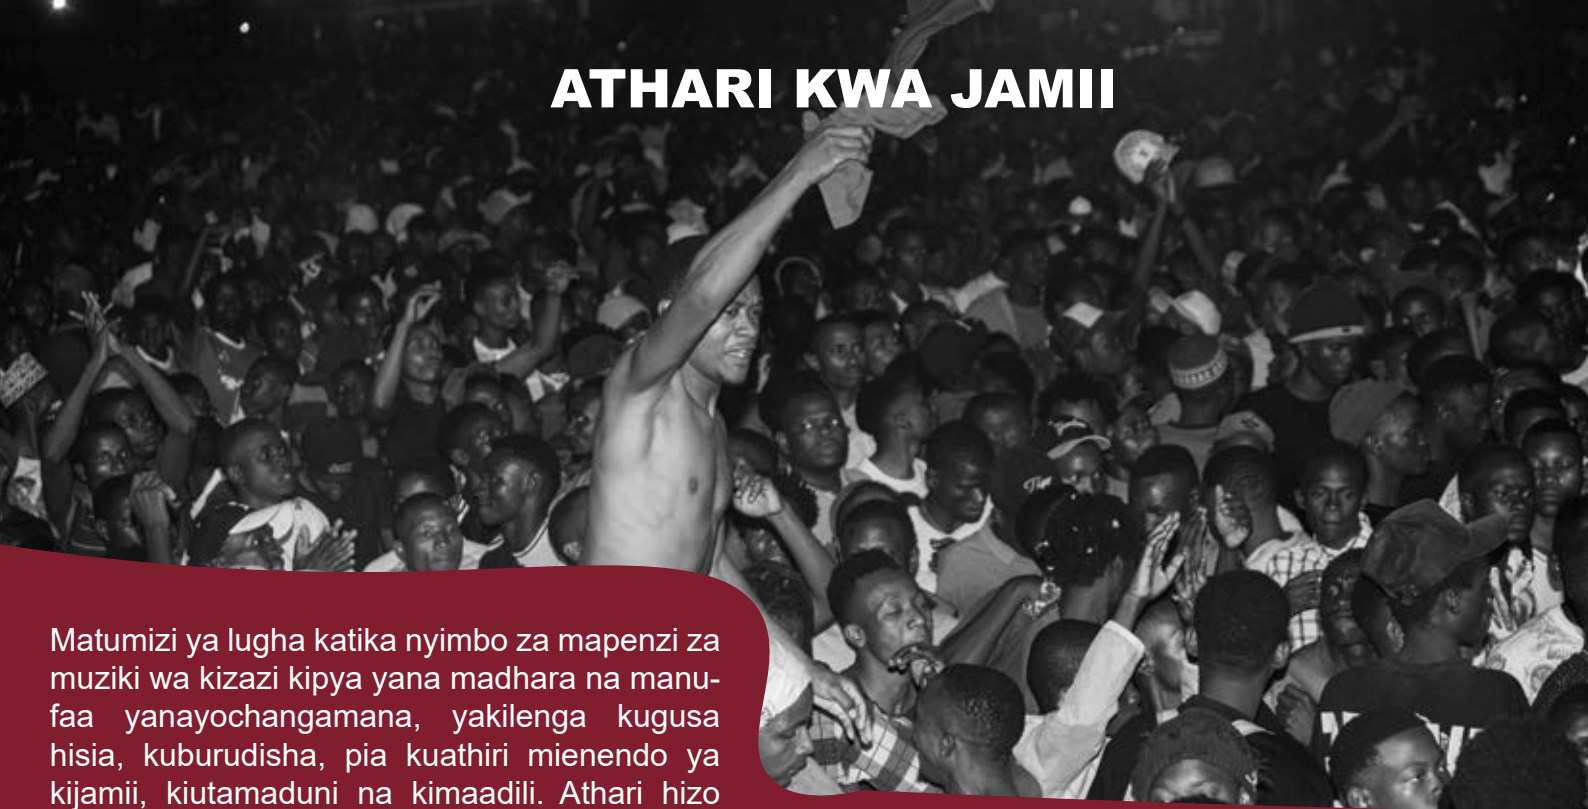 ATHARI KWA JAMII
Matumizi ya lugha katika nyimbo za mapenzi za
muziki wa kizazi kipya yana madhara na manu-
faa yanayochangamana, yakilenga kugusa
hisia, kuburudisha, pia kuathiri mienendo ya
kijamii, kiutamaduni na kimaadili. Athari hizo